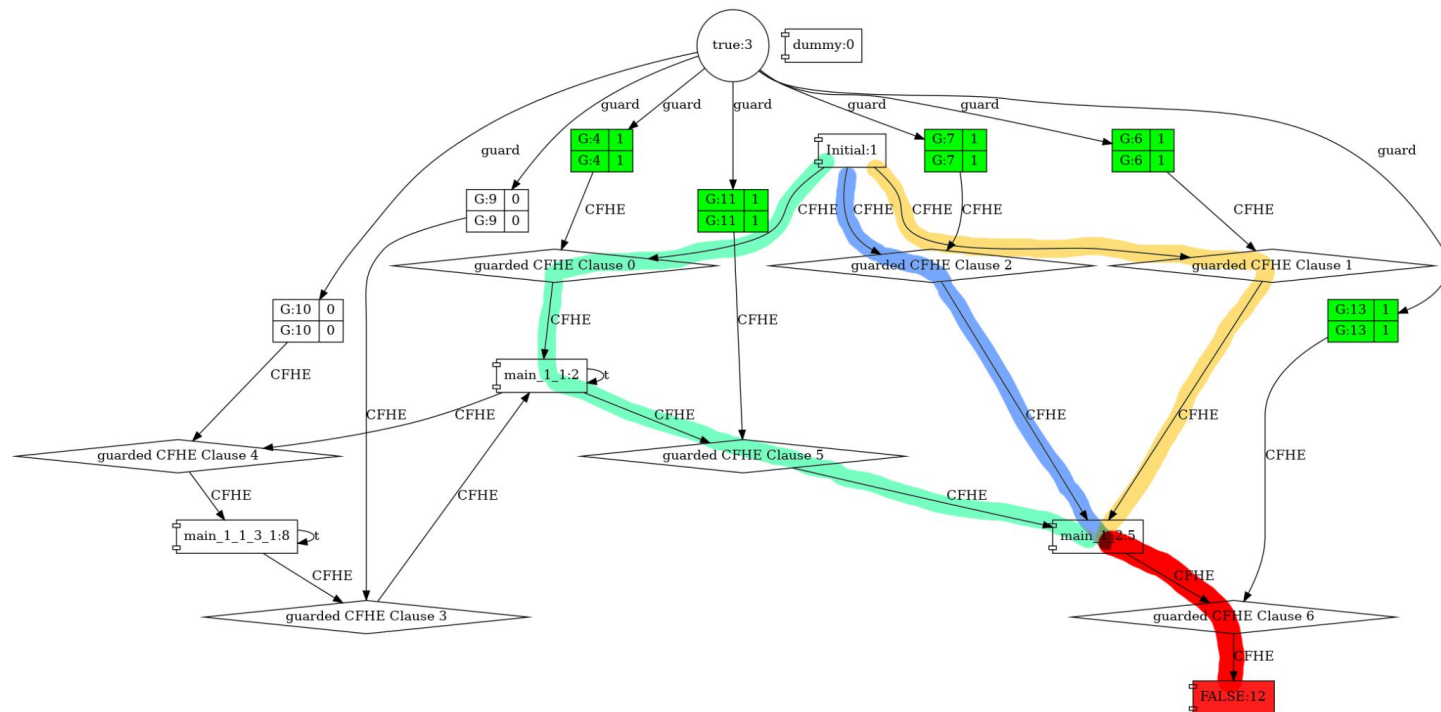 true:3
dummy:0
guard
guard
guard
guard
guard
guard
guard
G:4 1
G:4 1
Initial:1
G:7 1
G:7 1
G:6 1
G:6 1
G:9 0
G:9 0
G:11 1
G:11 1
CFHE
CFHE
CFHE
CFHE
CFHE
CFHE
guarded CFHE Clause 0
guarded CFHE Clause 2
guarded CFHE Clause 1
G:10 0
G:10 0
G:13 1
G:13 1
CFHE
CFHE
main_1_1:2
t
CFHE
CFHE
CFHE
CFHE
CFHE
CFHE
guarded CFHE Clause 4
guarded CFHE Clause 5
CFHE
CFHE
CFHE
CFHE
main_1_1_3_1:8
t
main_1_2:5
CFHE
CFHE
guarded CFHE Clause 3
guarded CFHE Clause 6
CFHE
FALSE:12